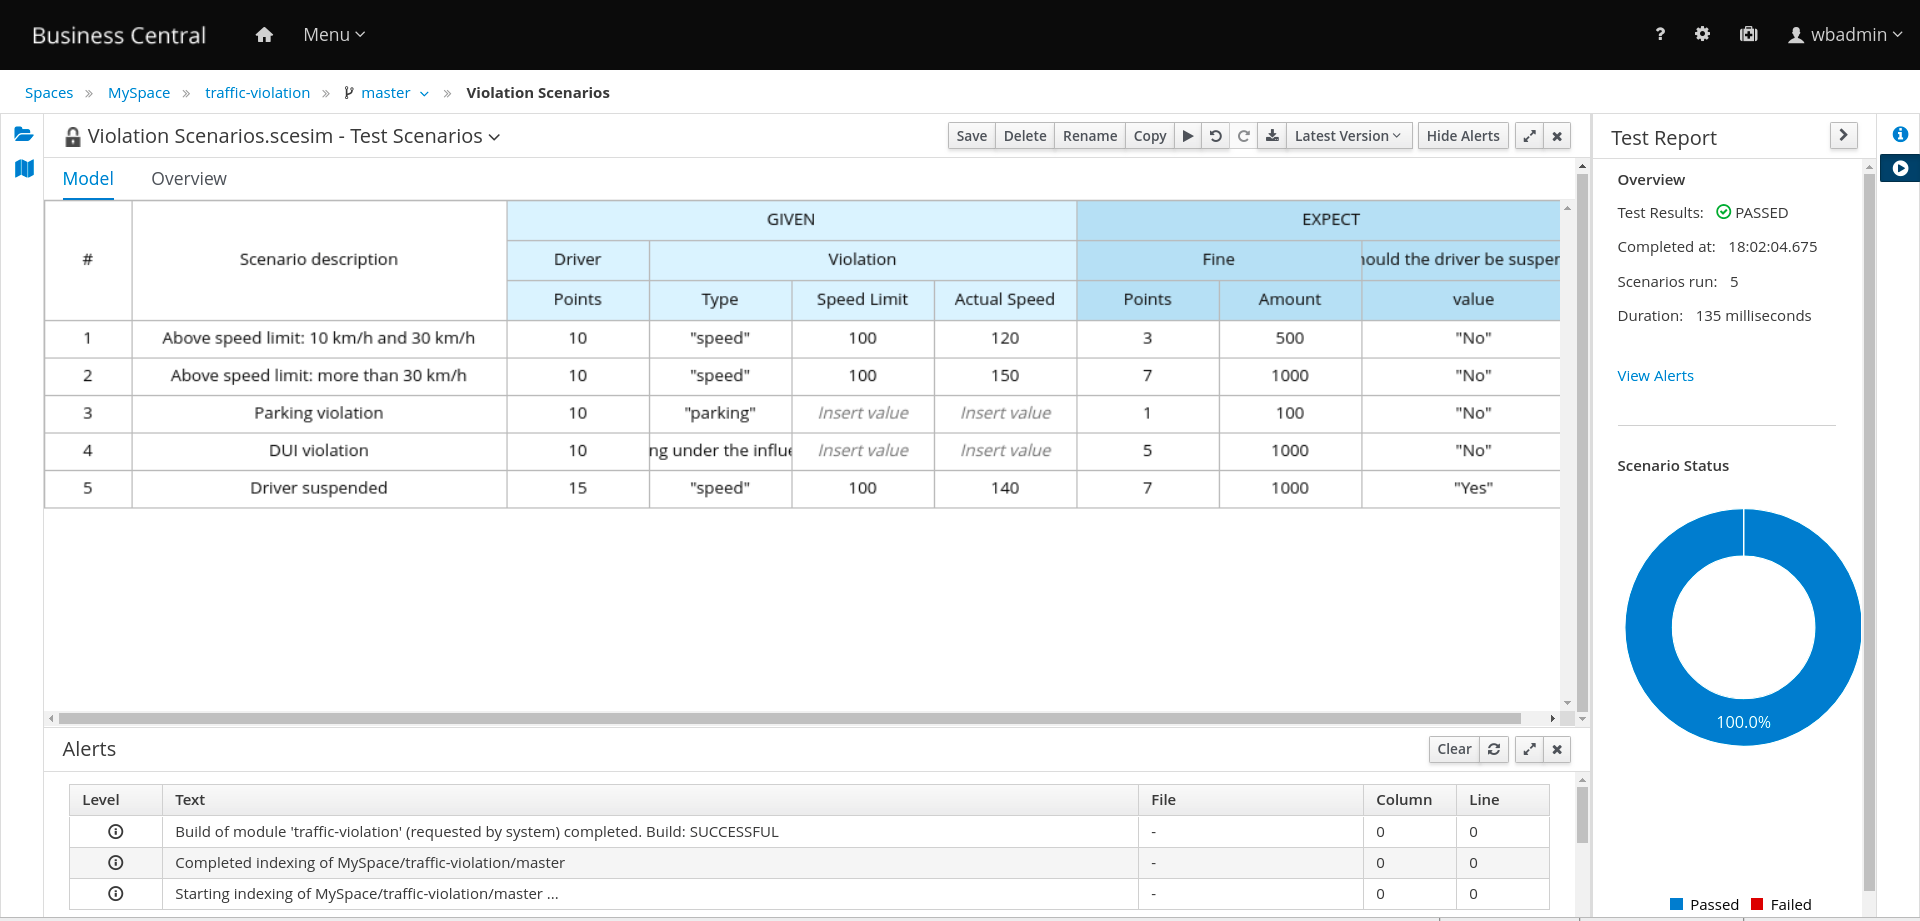 Business Central Menu ? wbadmin
Spaces » MySpace » traffic-violation » master » Violation Scenarios
Violation Scenarios.scesim - Test Scenarios
Save Delete Rename Copy Latest Version Hide Alerts
Model Overview
GIVEN EXPECT
# Scenario description Driver Violation Fine the driver be
Points Type Speed Limit Actual Speed Points Amount value
1 Above speed limit: 10 km/h and 30 km/h 10 "speed" 100 120 3 500 "No"
2 Above speed limit: more than 30 km/h 10 "speed" 100 150 7 1000 "No"
3 Parking violation 10 "parking" Insert value Insert value 1 100 "No"
4 DUI violation 10 under the Insert value Insert value 5 1000 "No"
5 Driver suspended 15 "speed" 100 140 7 1000 "Yes"
Alerts Clear
Level Text File Column Line
Build of module 'traffic-violation' (requested by system) completed. Build: SUCCESSFUL - 0 0
Completed indexing of MySpace/traffic-violation/master - 0 0
Starting indexing of MySpace/traffic-violation/master ... - 0 0
Test Report
Overview
Test Results: PASSED
Completed at: 18:02:04.675
Scenarios run: 5
Duration: 135 milliseconds
View Alerts
Scenario Status
100.0%
Passed Failed